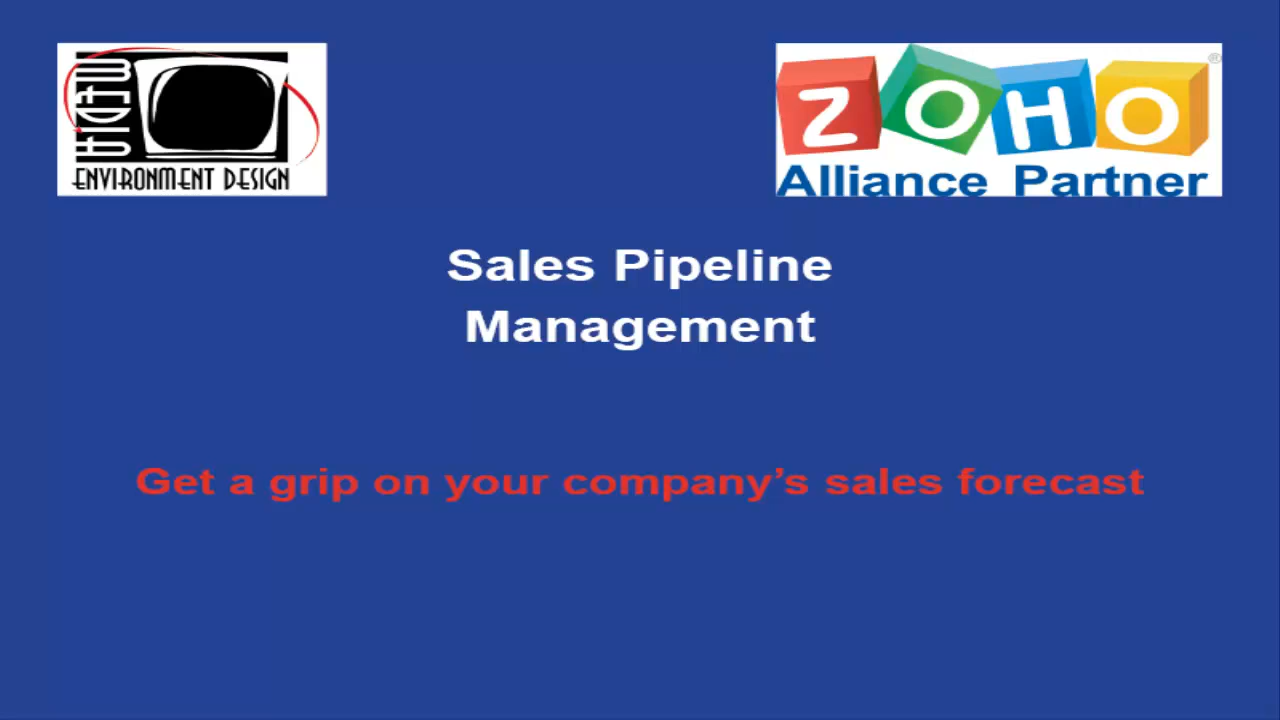 MEDIA
ENVIRONMENT DESIGN
ZOHO ®
Alliance Partner
Sales Pipeline
Management
Get a grip on your company’s sales forecast